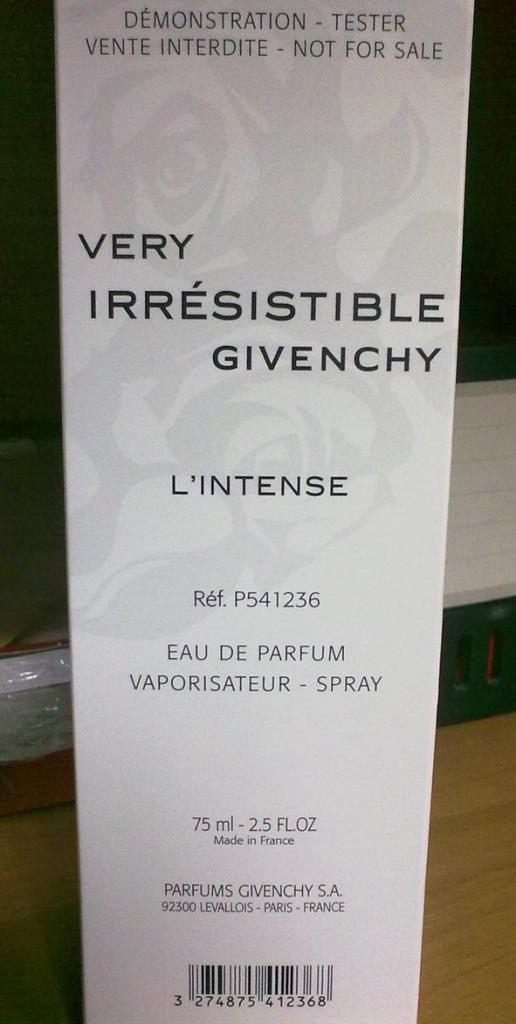 DÉMONSTRATION - TESTER
VENTE INTERDITE - NOT FOR SALE
VERY
IRRÉSISTIBLE
GIVENCHY
L'INTENSE
Réf. P541236
EAU DE PARFUM
VAPORISATEUR - SPRAY
75 ml - 2.5 FL.OZ
Made in France
PARFUMS GIVENCHY S.A.
92300 LEVALLOIS - PARIS - FRANCE
3 274875 412368